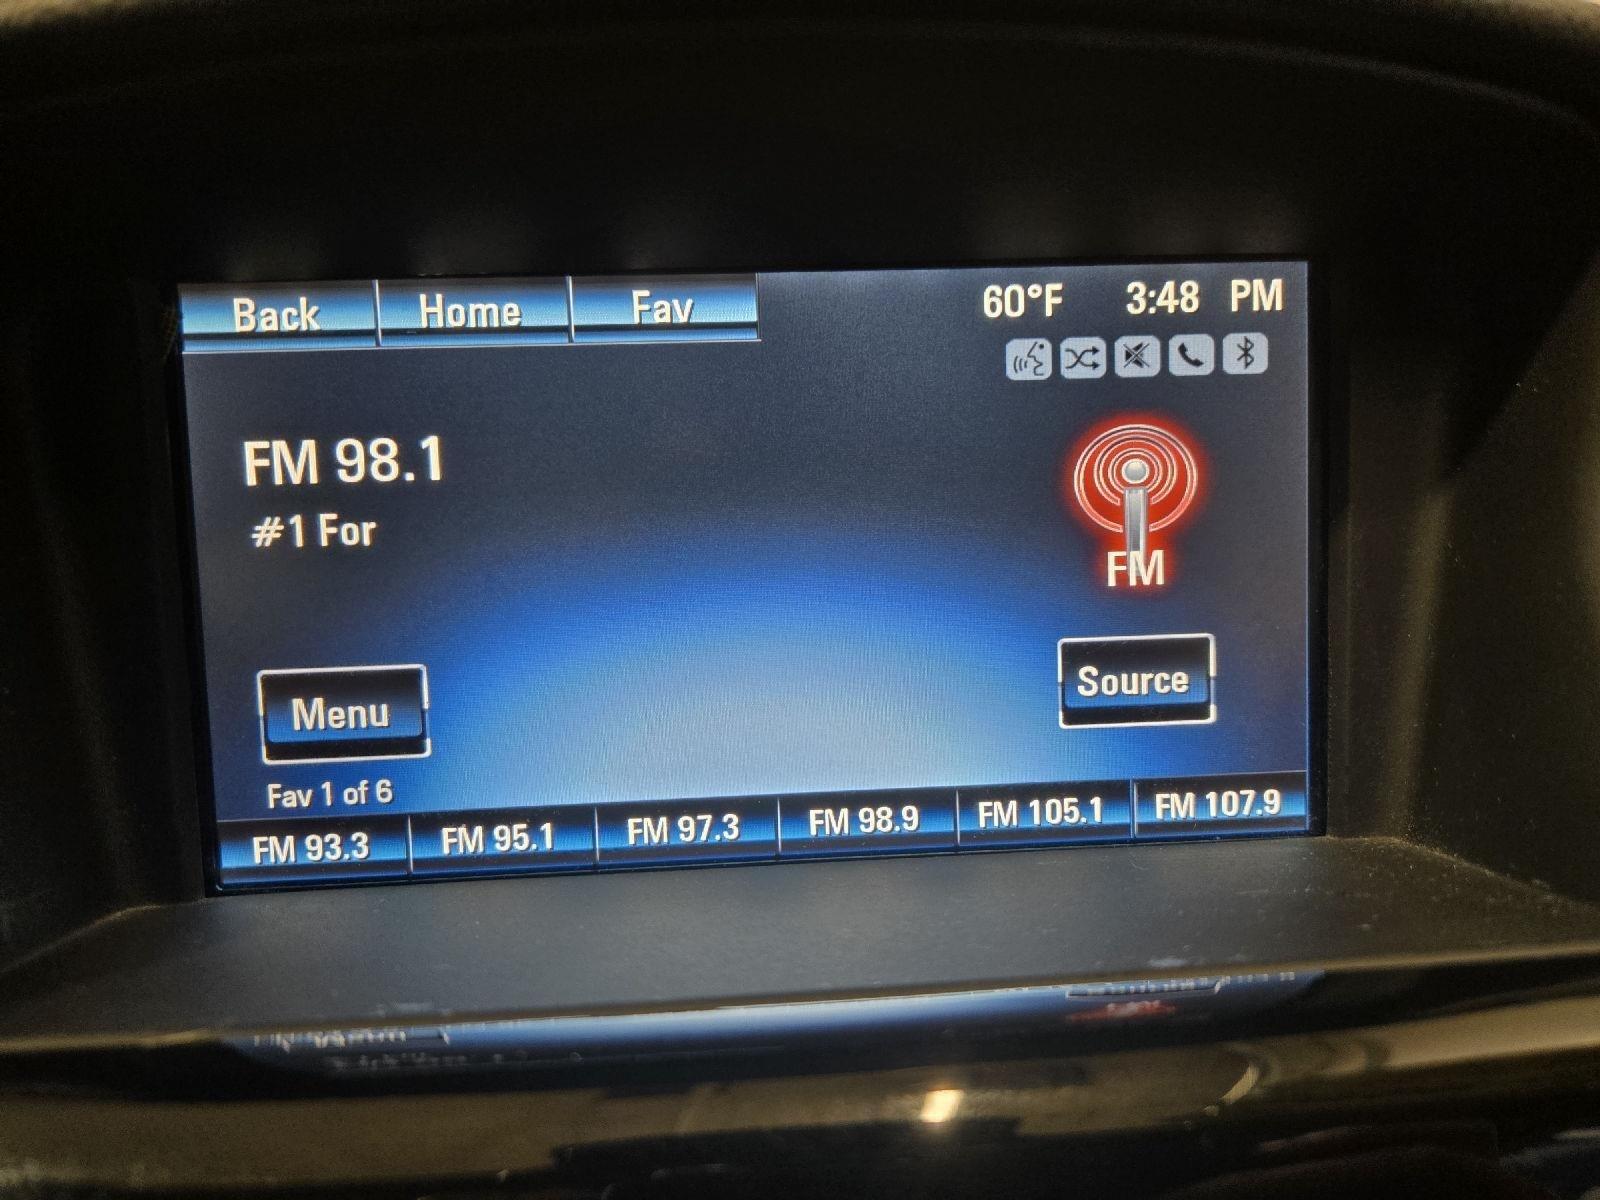 Back Home Fav 60°F 3:48 PM
FM 98.1
#1 For
FM
Menu
Source
Fav 1 of 6
FM 93.3 FM 95.1 FM 97.3 FM 98.9 FM 105.1 FM 107.9